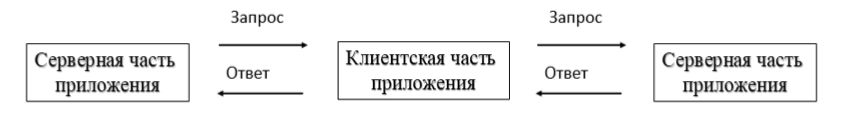 Запрос
Запрос
Серверная часть
приложения
Ответ
Клиентская часть
приложения
Ответ
Серверная часть
приложения